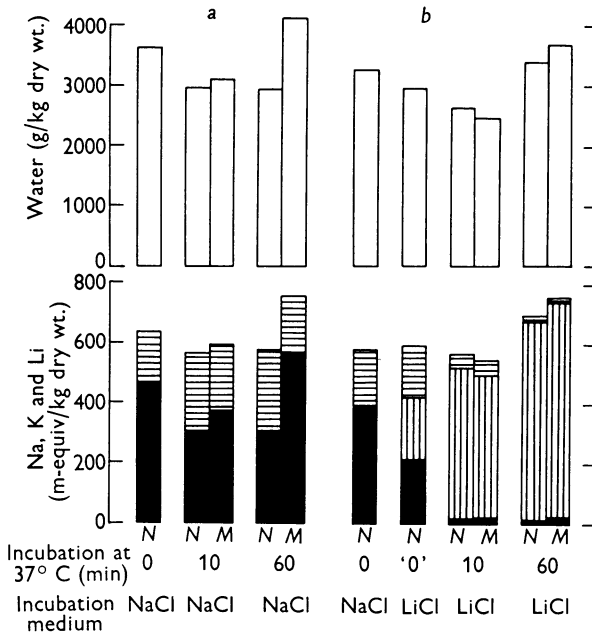 a b
Water (g/kg dry wt.)
4000
3000
2000
1000
0
Na, K and Li
(m-equiv/kg dry wt.)
800
600
400
200
0
N N M N M N N N M N M
Incubation at
37° C (min) 0 10 60 0 '0' 10 60
Incubation
medium NaCl NaCl NaCl NaCl LiCl LiCl LiCl